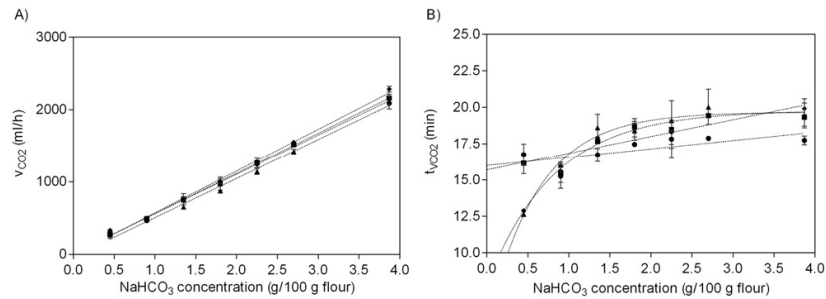 A)
B)
3000
2000
1000
0
v_CO2 (ml/h)
0.0 0.5 1.0 1.5 2.0 2.5 3.0 3.5 4.0
NaHCO₃ concentration (g/100 g flour)
25.0
22.5
20.0
17.5
15.0
12.5
10.0
t_VCO2 (min)
0.0 0.5 1.0 1.5 2.0 2.5 3.0 3.5 4.0
NaHCO₃ concentration (g/100 g flour)